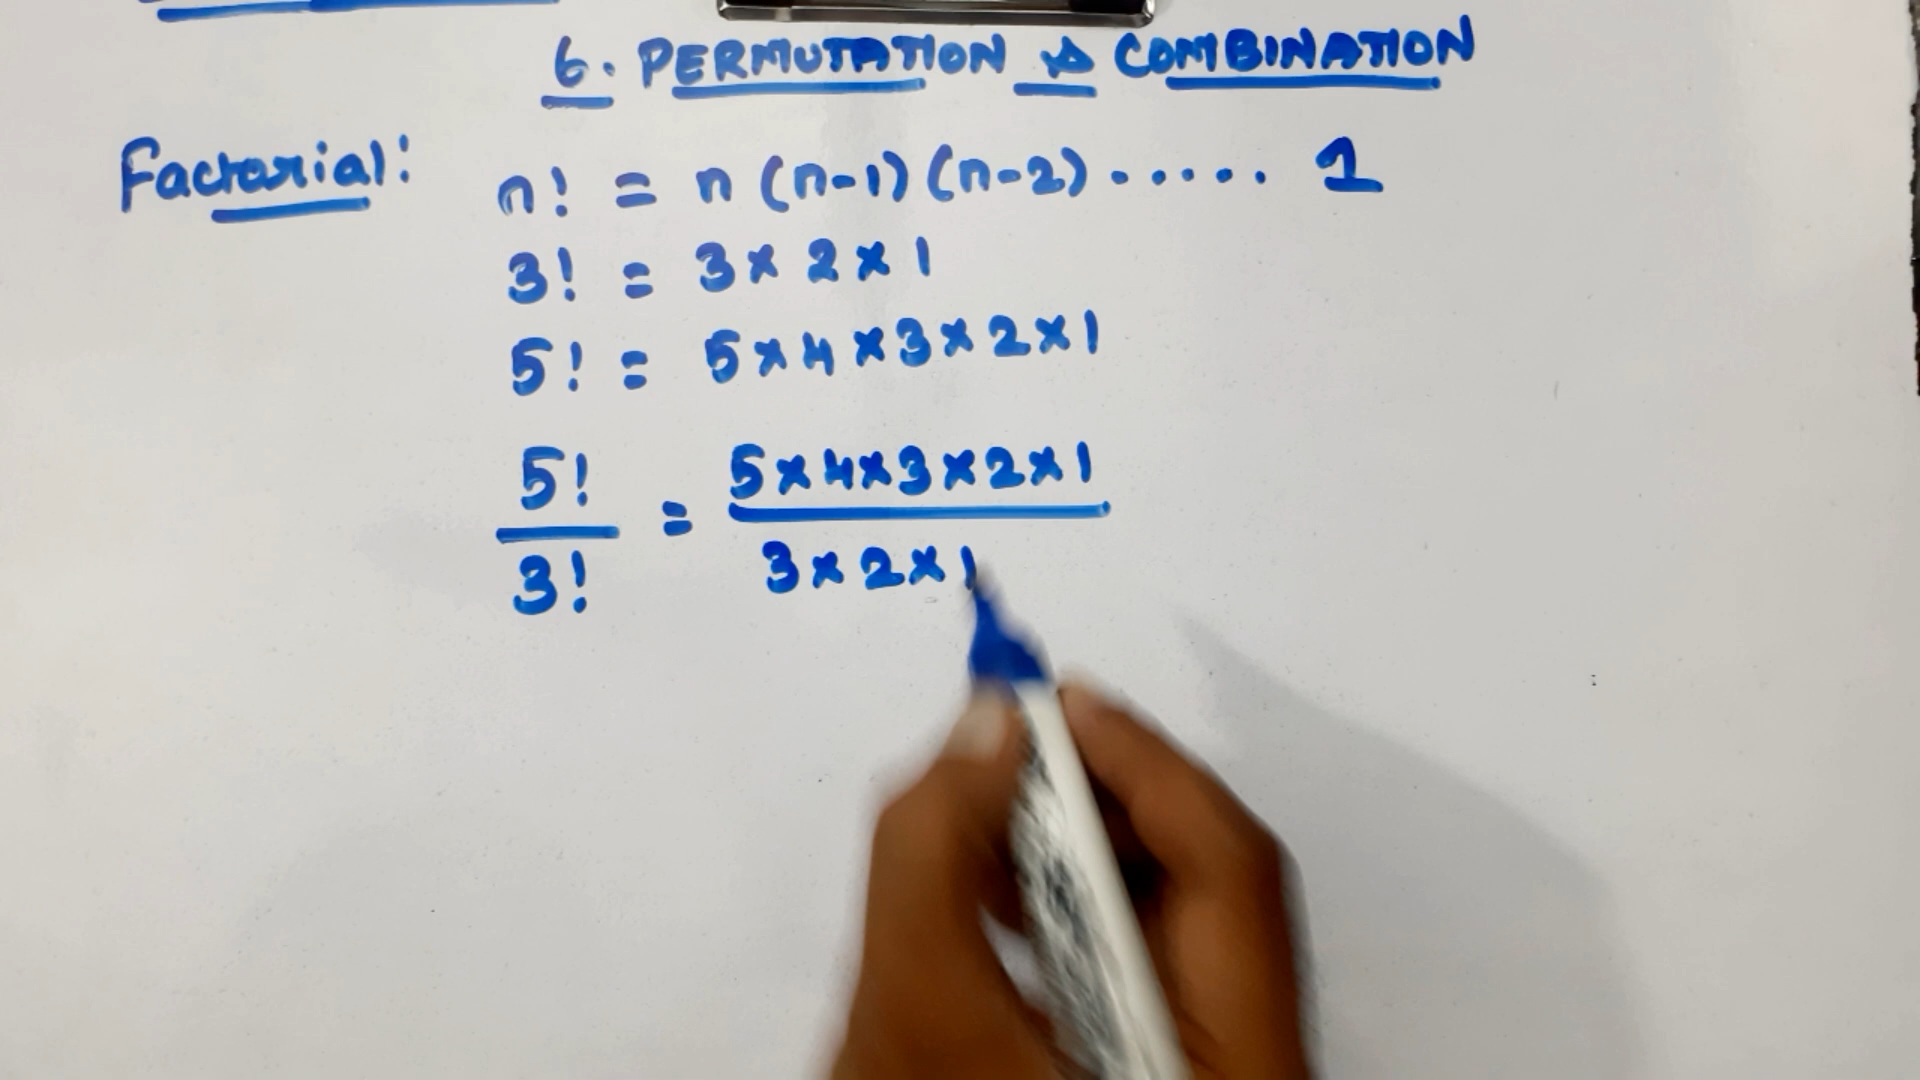 6. PERMUTATION & COMBINATION
Factorial:
n! = n (n-1) (n-2) ..... 1
3! = 3 × 2 × 1
5! = 5 × 4 × 3 × 2 × 1
5!/3! = 5×4×3×2×1 / 3×2×1